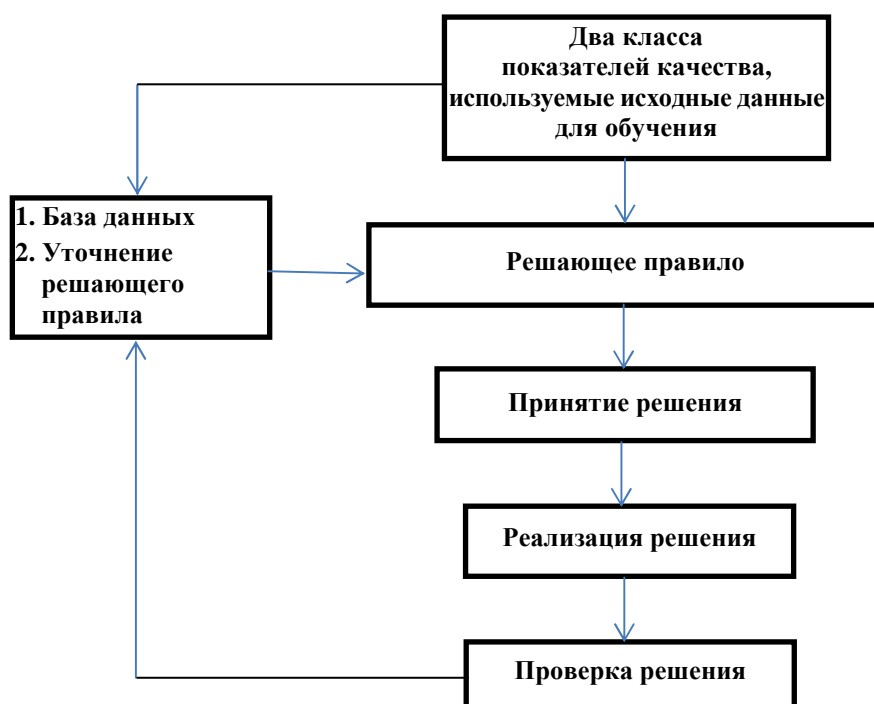 Два класса
показателей качества,
используемые исходные данные
для обучения
1. База данных
2. Уточнение
решающего
правила
Решающее правило
Принятие решения
Реализация решения
Проверка решения